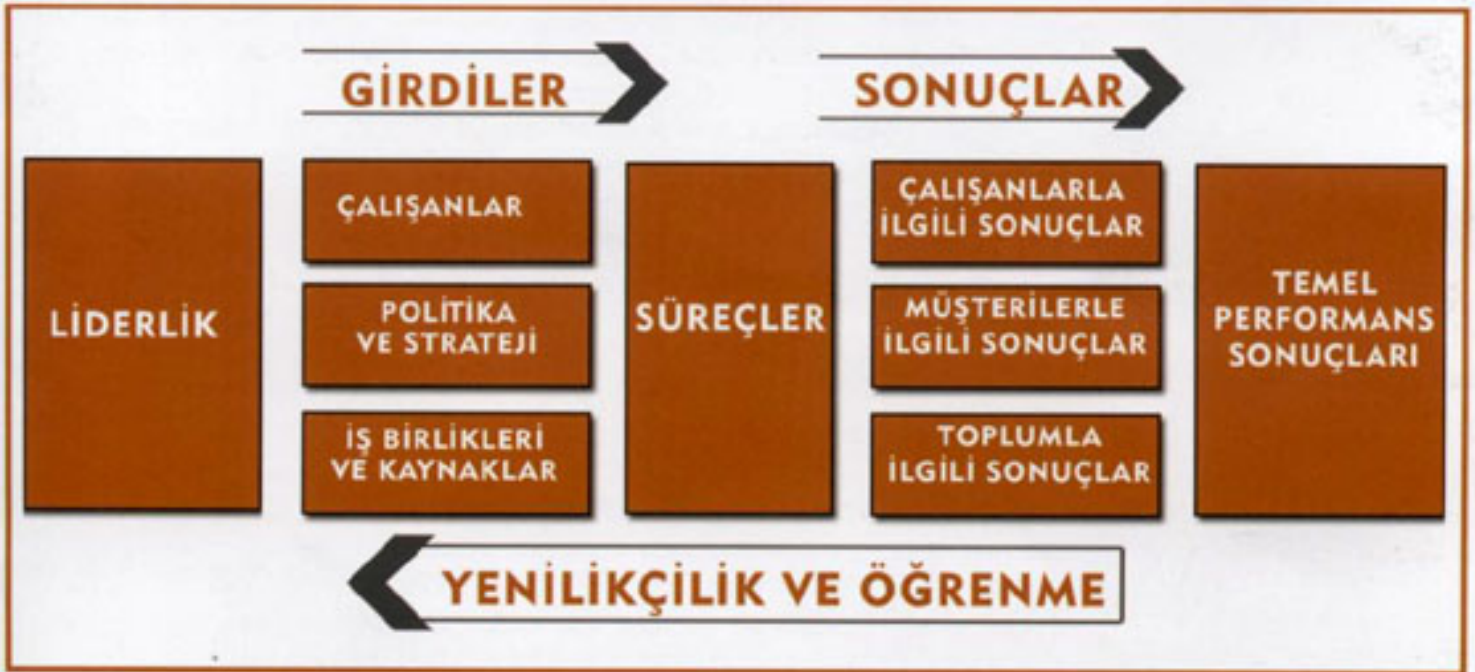 GİRDİLER
SONUÇLAR
LİDERLİK
ÇALIŞANLAR
POLİTİKA
VE STRATEJİ
İŞ BİRLİKLERİ
VE KAYNAKLAR
SÜREÇLER
ÇALIŞANLARLA
İLGİLİ SONUÇLAR
MÜŞTERİLERLE
İLGİLİ SONUÇLAR
TOPLUMLA
İLGİLİ SONUÇLAR
TEMEL
PERFORMANS
SONUÇLARI
YENİLİKÇİLİK VE ÖĞRENME